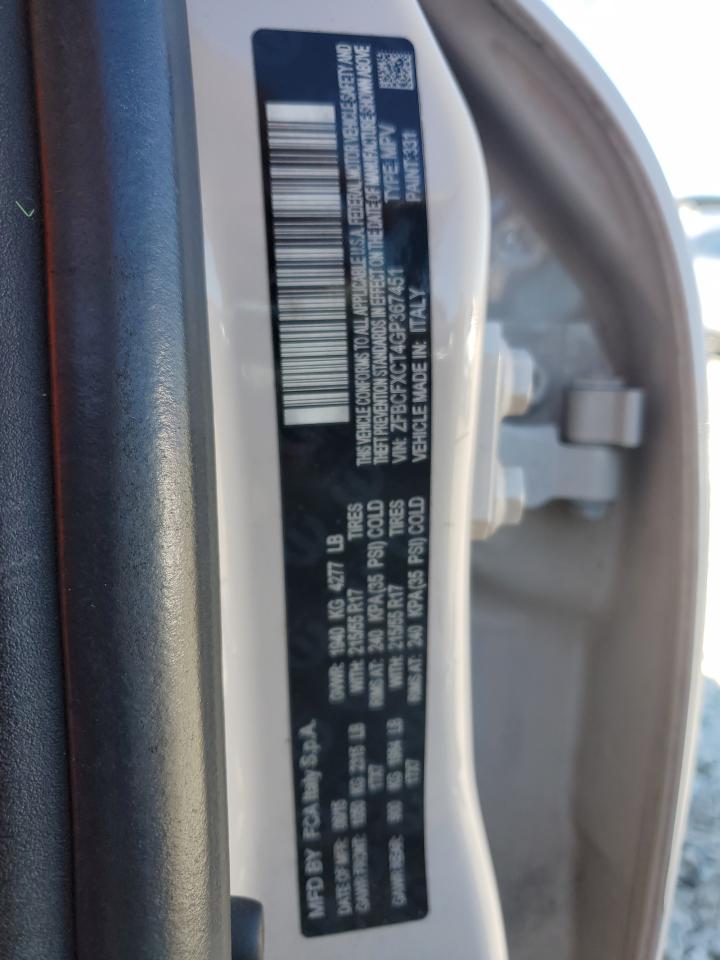 MFD BY FCA Italy S.p.A.
DATE OF MFR: GVWR: 1940 KG 4277 LB
GAWR FRONT: 1050 KG 2315 LB WITH: 215/55 R17 TIRES
17X7 RIMS AT: 240 KPA,(35 PSI) COLD
GAWR REAR: KG LB WITH: 215/55 R17 TIRES
17X7 RIMS AT: 240 KPA,(35 PSI) COLD
THIS VEHICLE CONFORMS TO ALL APPLICABLE U.S.A. FEDERAL MOTOR VEHICLE SAFETY AND
THEFT PREVENTION STANDARDS IN EFFECT ON THE DATE OF MANUFACTURE SHOWN ABOVE
VIN: ZFBCFXCT4GP367451 TYPE: MPV
VEHICLE MADE IN: ITALY PAINT: 331